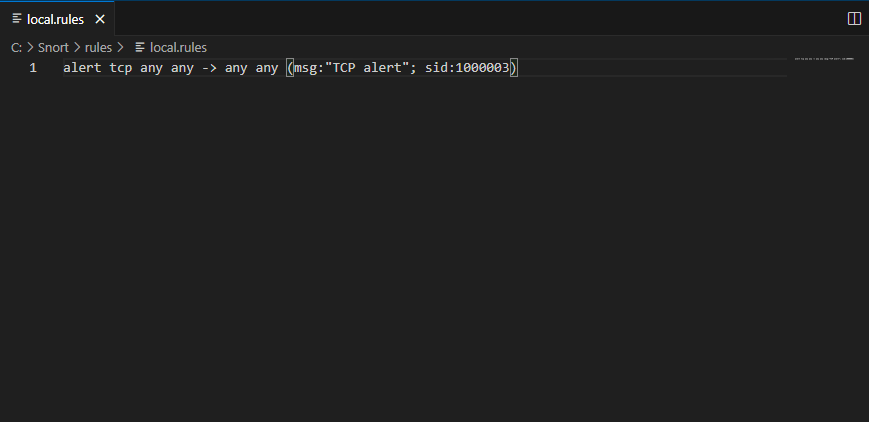 local.rules
C: > Snort > rules > local.rules
1 alert tcp any any -> any any (msg:"TCP alert"; sid:1000003)